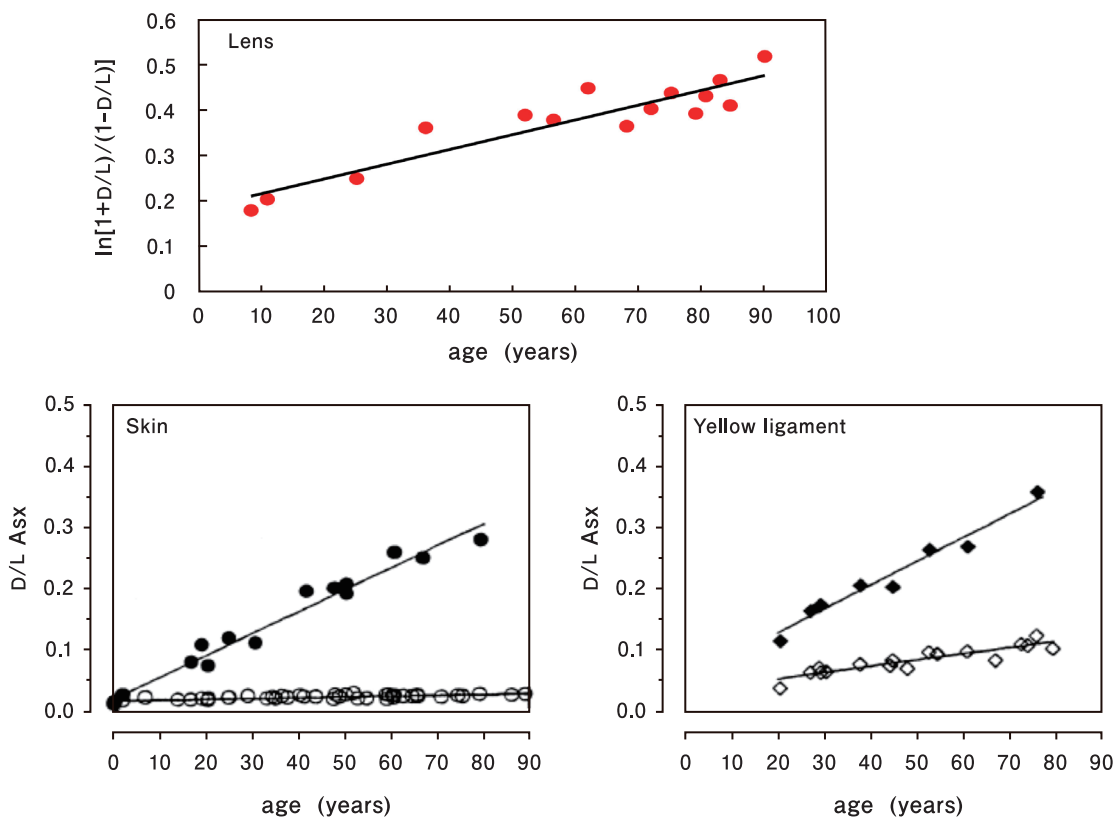 Lens
ln[1+D/L)/(1-D/L)]
0.6
0.5
0.4
0.3
0.2
0.1
0
0 10 20 30 40 50 60 70 80 90 100
age (years)
Skin
D/L Asx
0.5
0.4
0.3
0.2
0.1
0.0
0 10 20 30 40 50 60 70 80 90
age (years)
Yellow ligament
D/L Asx
0.5
0.4
0.3
0.2
0.1
0.0
0 10 20 30 40 50 60 70 80 90
age (years)